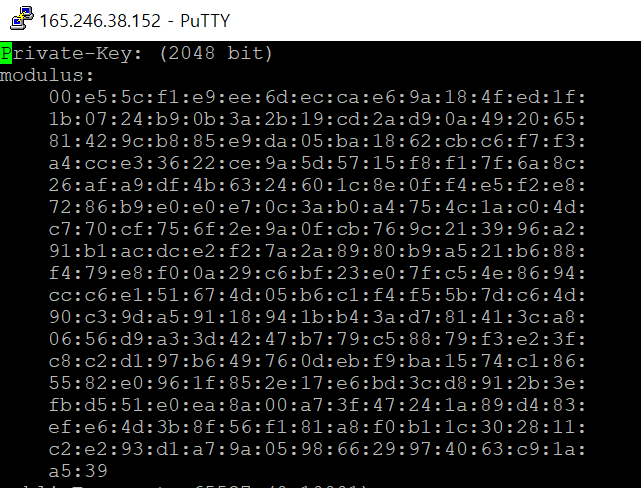 165.246.38.152 - PuTTY
Private-Key: (2048 bit)
modulus:
00:e5:5c:f1:e9:ee:6d:ec:ca:e6:9a:18:4f:ed:1f:
1b:07:24:b9:0b:3a:2b:19:cd:2a:d9:0a:49:20:65:
81:42:9c:b8:85:e9:da:05:ba:18:62:cb:c6:f7:f3:
a4:cc:e3:36:22:ce:9a:5d:57:15:f8:f1:7f:6a:8c:
26:af:a9:df:4b:63:24:60:1c:8e:0f:f4:e5:f2:e8:
72:86:b9:e0:e0:e7:0c:3a:b0:a4:75:4c:1a:c0:4d:
c7:70:cf:75:6f:2e:9a:0f:cb:76:9c:21:39:96:a2:
91:b1:ac:dc:e2:f2:7a:2a:89:80:b9:a5:21:b6:88:
f4:79:e8:f0:0a:29:c6:bf:23:e0:7f:c5:4e:86:94:
cc:c6:e1:51:67:4d:05:b6:c1:f4:f5:5b:7d:c6:4d:
90:c3:9d:a5:91:18:94:1b:b4:3a:d7:81:41:3c:a8:
06:56:d9:a3:3d:42:47:b7:79:c5:88:79:f3:e2:3f:
c8:c2:d1:97:b6:49:76:0d:eb:f9:ba:15:74:c1:86:
55:82:e0:96:1f:85:2e:17:e6:bd:3c:d8:91:2b:3e:
fb:d5:51:e0:ea:8a:00:a7:3f:47:24:1a:89:d4:83:
ef:e6:4d:3b:8f:56:f1:81:a8:f0:b1:1c:30:28:11:
c2:e2:93:d1:a7:9a:05:98:66:29:97:40:63:c9:1a:
a5:39